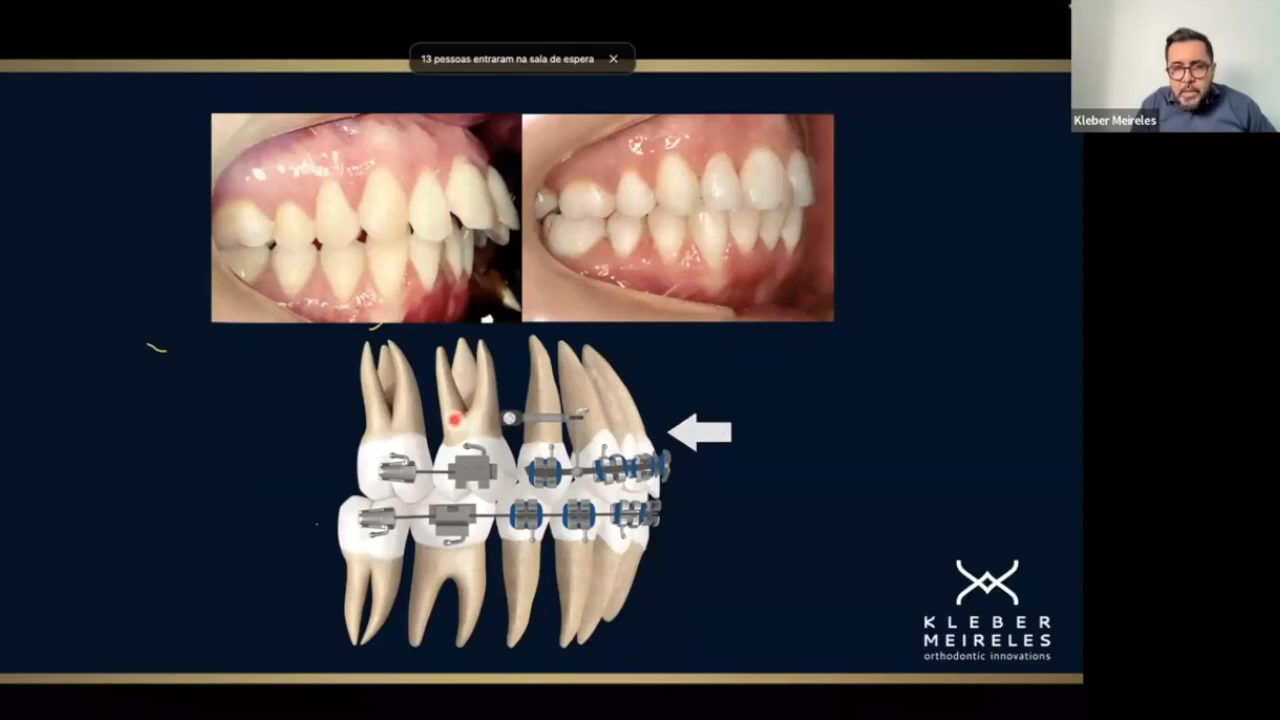 13 pessoas entraram na sala de espera
Kleber Meireles
KLEBER
MEIRELES
orthodontic innovations